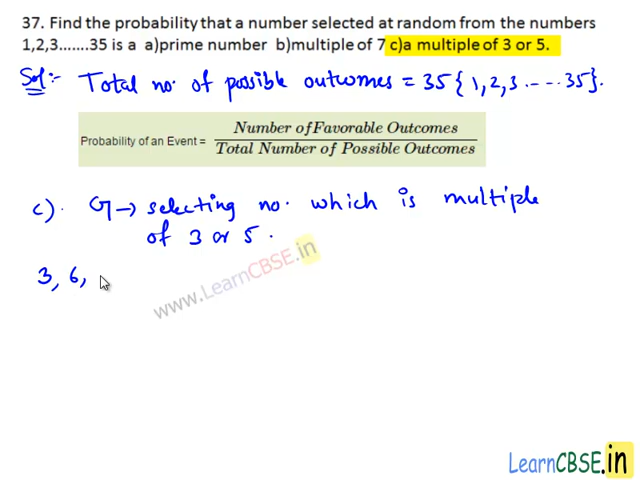 37. Find the probability that a number selected at random from the numbers
1,2,3.......35 is a a)prime number b)multiple of 7 c)a multiple of 3 or 5.
Sol:- Total no. of possible outcomes = 35 {1, 2, 3 - - - - 35}.
Probability of an Event = Number of Favorable Outcomes / Total Number of Possible Outcomes
c). G → selecting no. which is multiple
of 3 or 5.
3, 6,
www.LearnCBSE.in
LearnCBSE.in